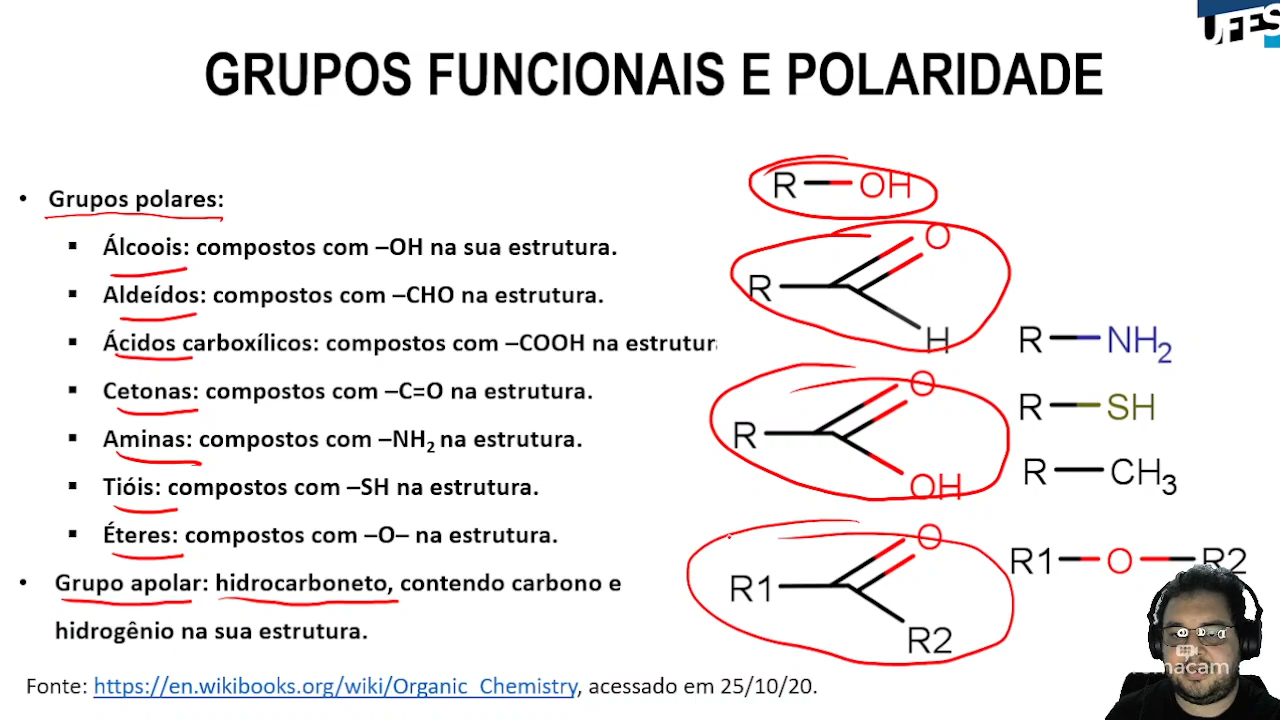 UFES
GRUPOS FUNCIONAIS E POLARIDADE
• Grupos polares:
▪ Álcoois: compostos com –OH na sua estrutura.
▪ Aldeídos: compostos com –CHO na estrutura.
▪ Ácidos carboxílicos: compostos com –COOH na estrutur
▪ Cetonas: compostos com –C=O na estrutura.
▪ Aminas: compostos com –NH2 na estrutura.
▪ Tióis: compostos com –SH na estrutura.
▪ Éteres: compostos com –O– na estrutura.
• Grupo apolar: hidrocarboneto, contendo carbono e
hidrogênio na sua estrutura.
R OH
R O
H
R O
OH
R1 O
R2
R NH2
R SH
R CH3
R1 O R2
Fonte: https://en.wikibooks.org/wiki/Organic_Chemistry, acessado em 25/10/20.